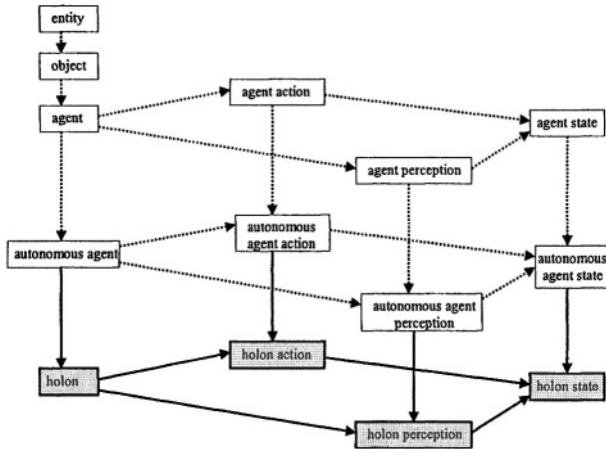 entity
object
agent
agent action
agent state
agent perception
autonomous agent
autonomous
agent action
autonomous
agent state
autonomous agent
perception
holon
holon action
holon state
holon perception